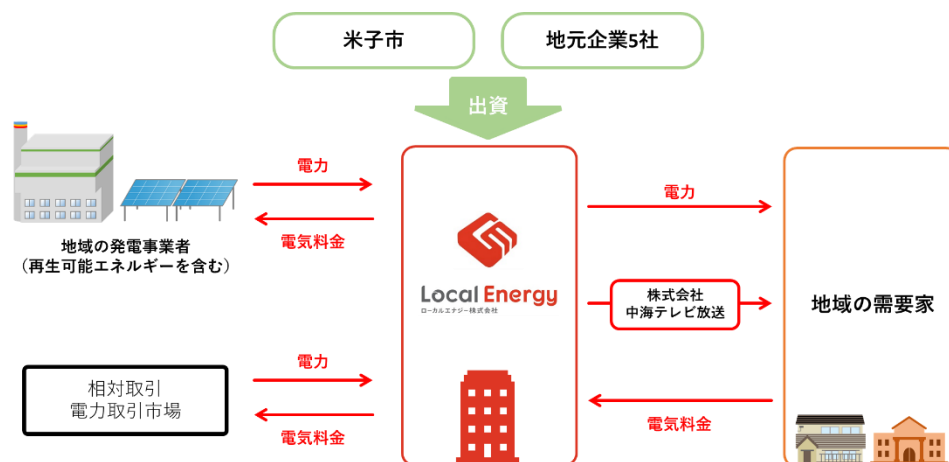 米子市
地元企業5社
出資
電力
電気料金
地域の発電事業者
(再生可能エネルギーを含む)
Local Energy
ローカルエナジー株式会社
電力
株式会社
中海テレビ放送
地域の需要家
相対取引
電力取引市場
電力
電気料金
電気料金